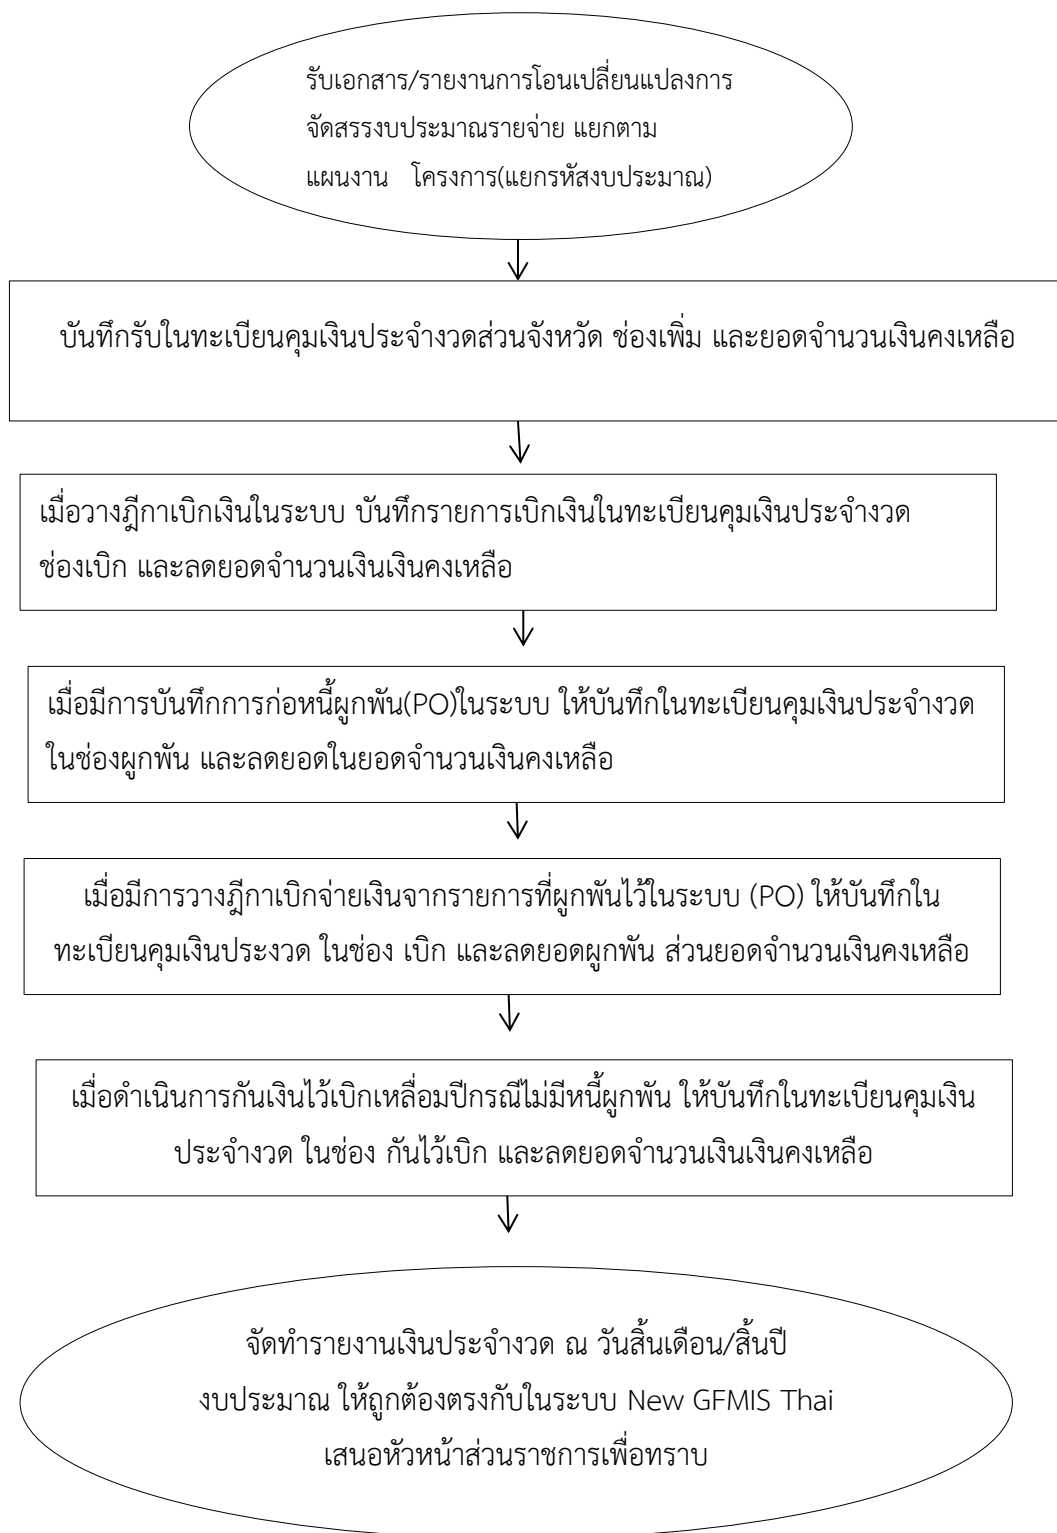 รับเอกสาร/รายงานการโอนเปลี่ยนแปลงการ
จัดสรรงบประมาณรายจ่าย แยกตาม
แผนงาน โครงการ(แยกรหัสงบประมาณ)
บันทึกรับในทะเบียนคุมเงินประจำงวดส่วนจังหวัด ช่องเพิ่ม และยอดจำนวนเงินคงเหลือ
เมื่อวางฎีกาเบิกเงินในระบบ บันทึกรายการเบิกเงินในทะเบียนคุมเงินประจำงวด
ช่องเบิก และลดยอดจำนวนเงินเงินคงเหลือ
เมื่อมีการบันทึกการก่อหนี้ผูกพัน(PO)ในระบบ ให้บันทึกในทะเบียนคุมเงินประจำงวด
ในช่องผูกพัน และลดยอดในยอดจำนวนเงินคงเหลือ
เมื่อมีการวางฎีกาเบิกจ่ายเงินจากรายการที่ผูกพันไว้ในระบบ (PO) ให้บันทึกใน
ทะเบียนคุมเงินประงวด ในช่อง เบิก และลดยอดผูกพัน ส่วนยอดจำนวนเงินคงเหลือ
เมื่อดำเนินการกันเงินไว้เบิกเหลื่อมปีกรณีไม่มีหนี้ผูกพัน ให้บันทึกในทะเบียนคุมเงิน
ประจำงวด ในช่อง กันไว้เบิก และลดยอดจำนวนเงินเงินคงเหลือ
จัดทำรายงานเงินประจำงวด ณ วันสิ้นเดือน/สิ้นปี
งบประมาณ ให้ถูกต้องตรงกับในระบบ New GFMIS Thai
เสนอหัวหน้าส่วนราชการเพื่อทราบ